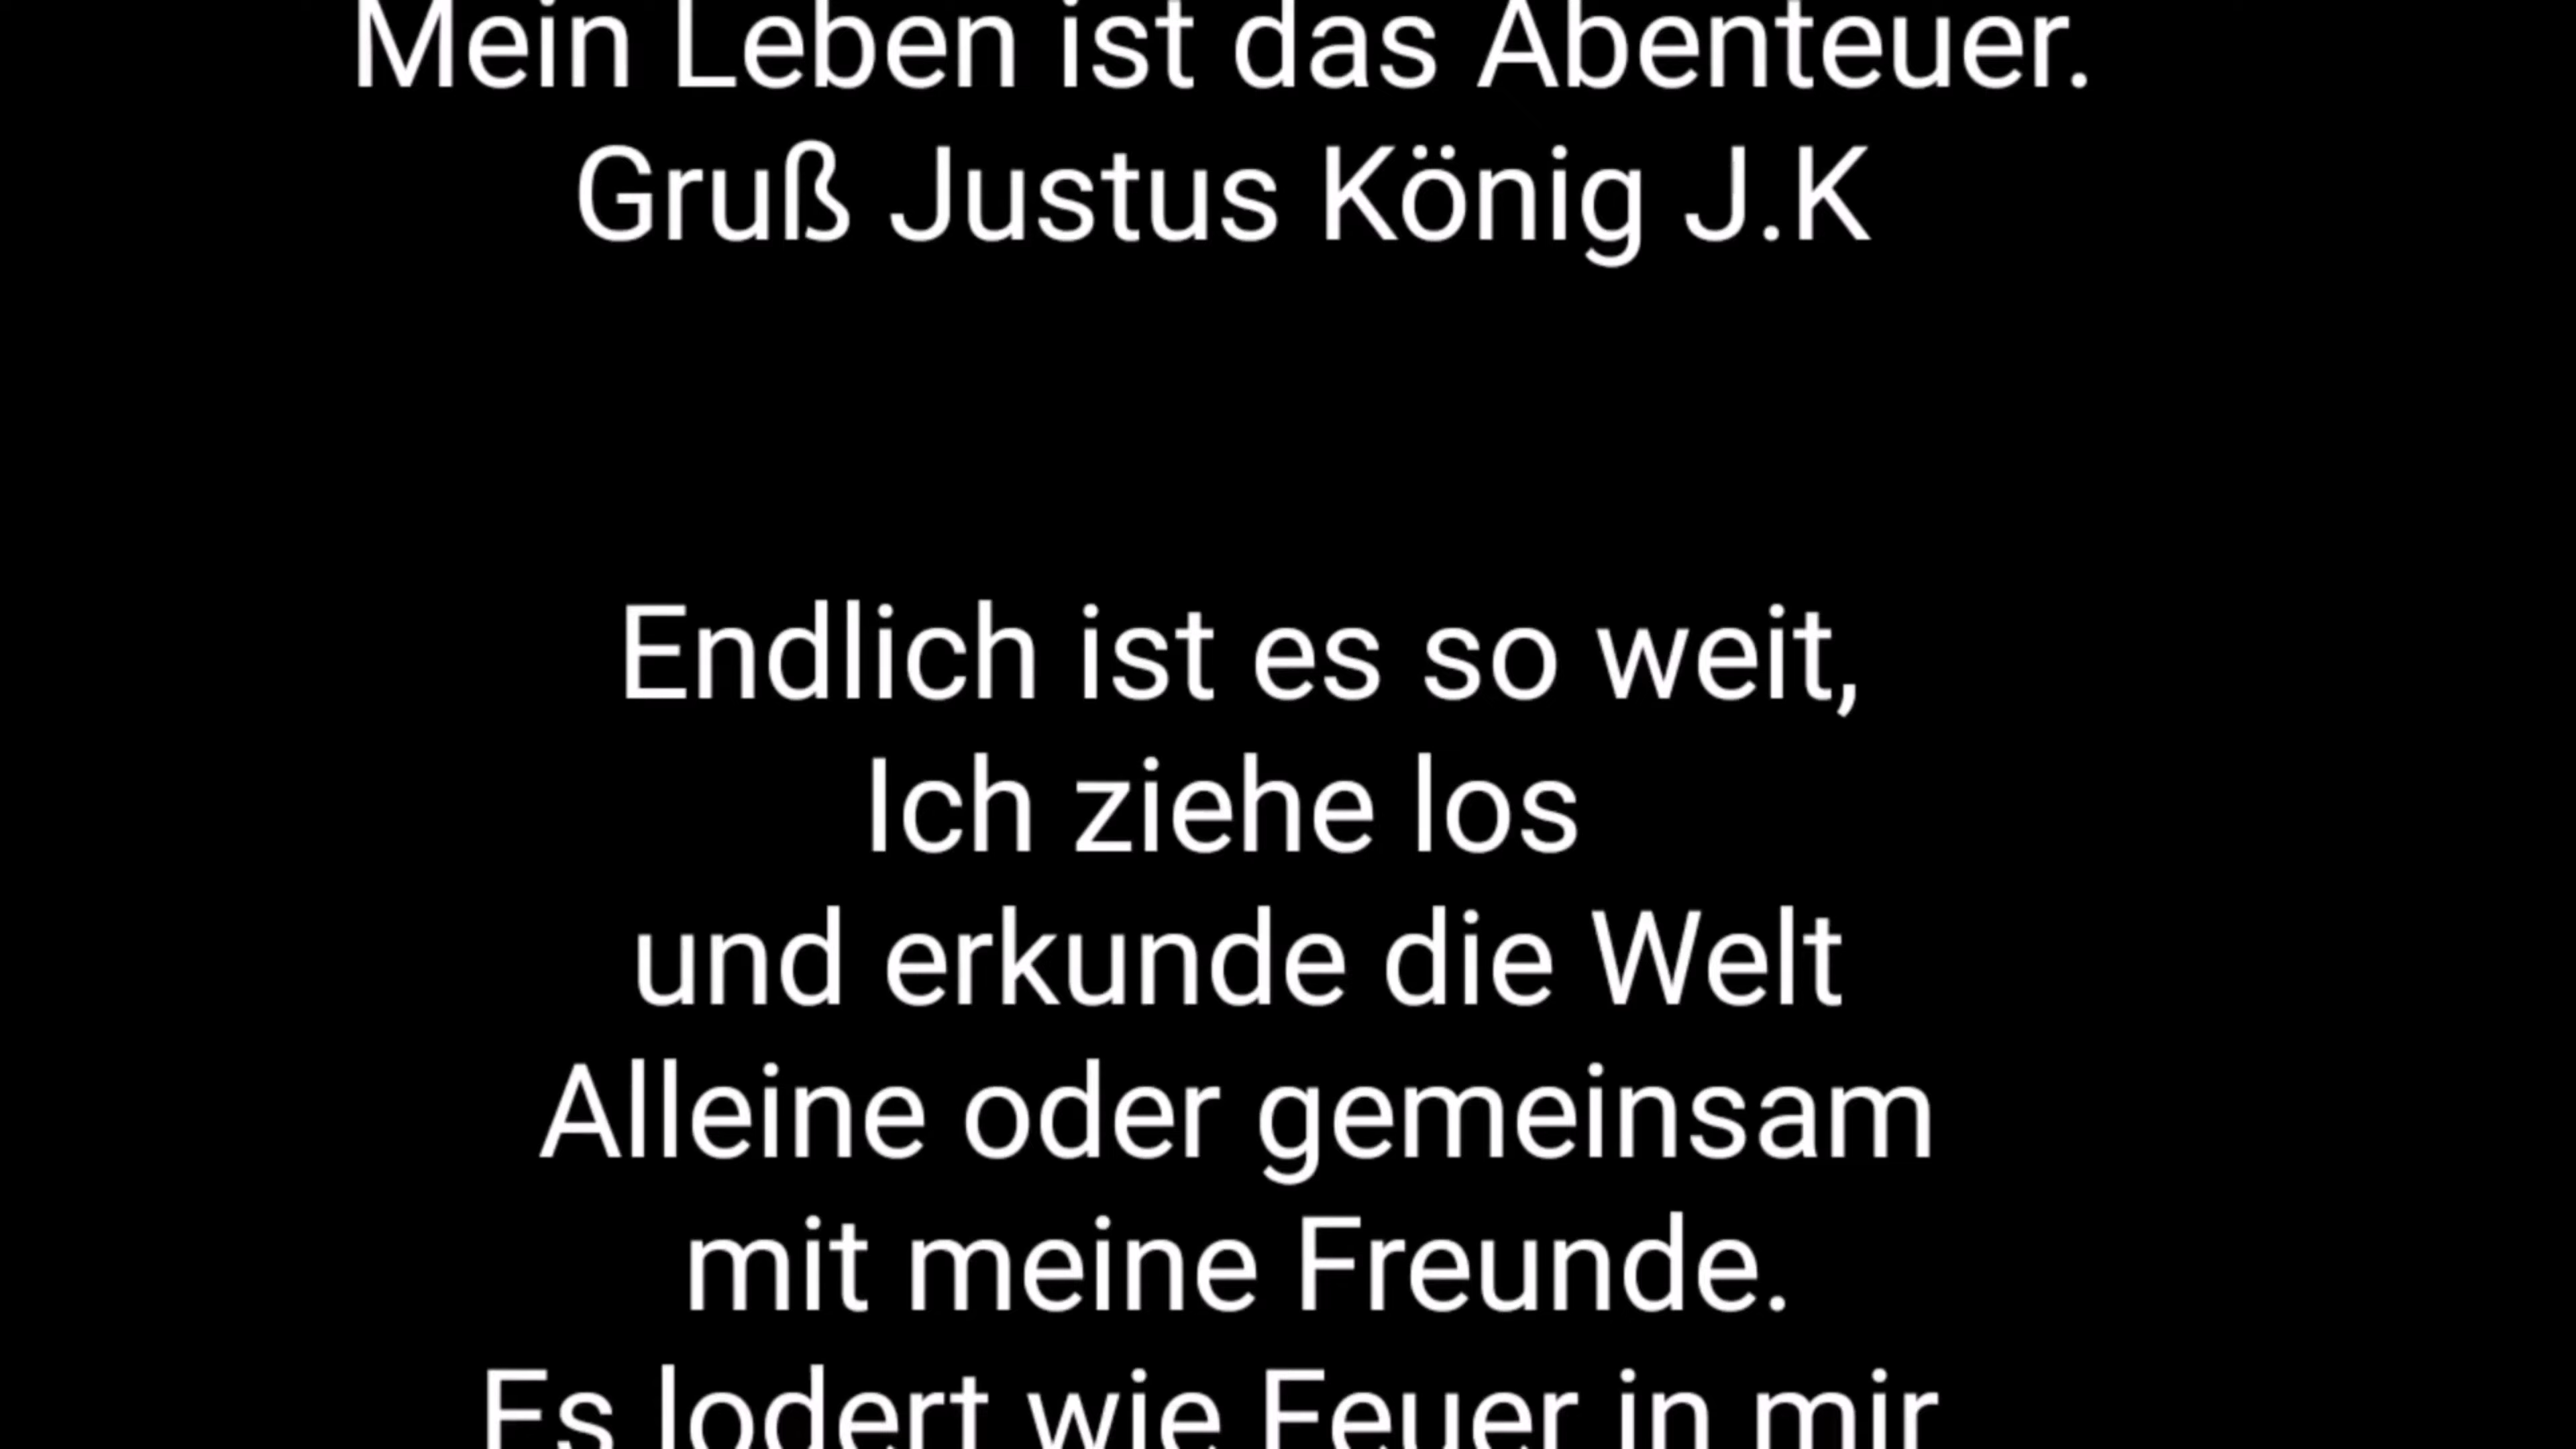 Mein Leben ist das Abenteuer.
Gruß Justus König J.K
Endlich ist es so weit,
Ich ziehe los
und erkunde die Welt
Alleine oder gemeinsam
mit meine Freunde.
Es lodert wie Feuer in mir